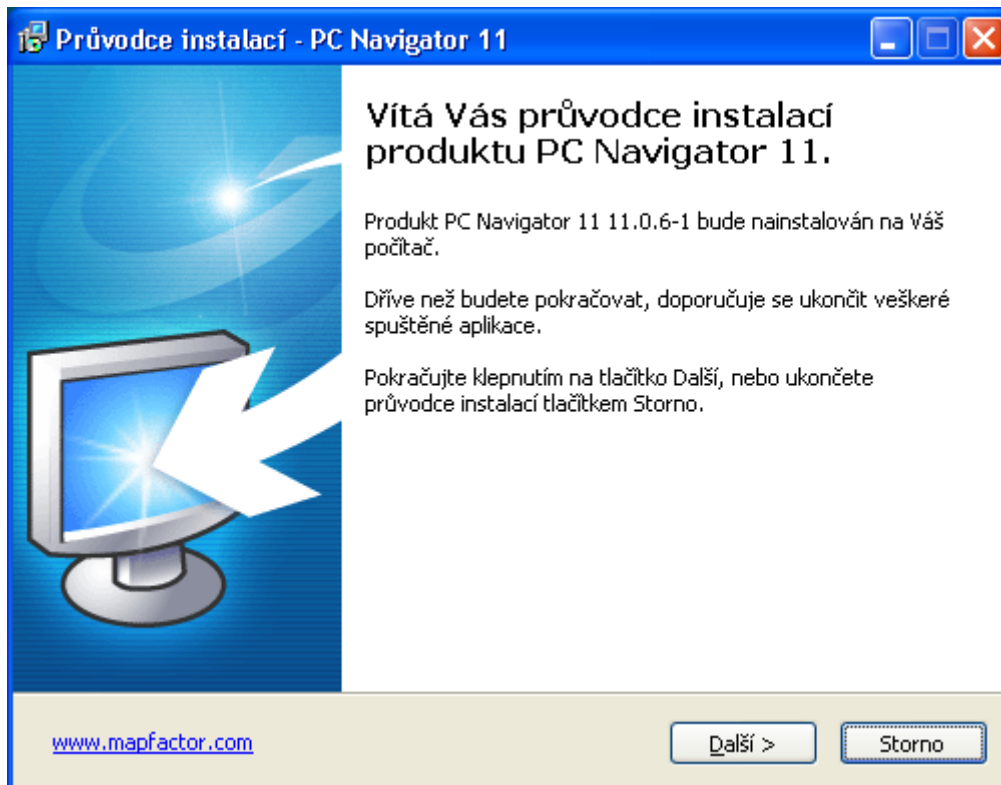 Průvodce instalací - PC Navigator 11
Vítá Vás průvodce instalací
produktu PC Navigator 11.
Produkt PC Navigator 11 11.0.6-1 bude nainstalován na Váš
počítač.
Dříve než budete pokračovat, doporučuje se ukončit veškeré
spuštěné aplikace.
Pokračujte klepnutím na tlačítko Další, nebo ukončete
průvodce instalací tlačítkem Storno.
www.mapfactor.com
Další >
Storno